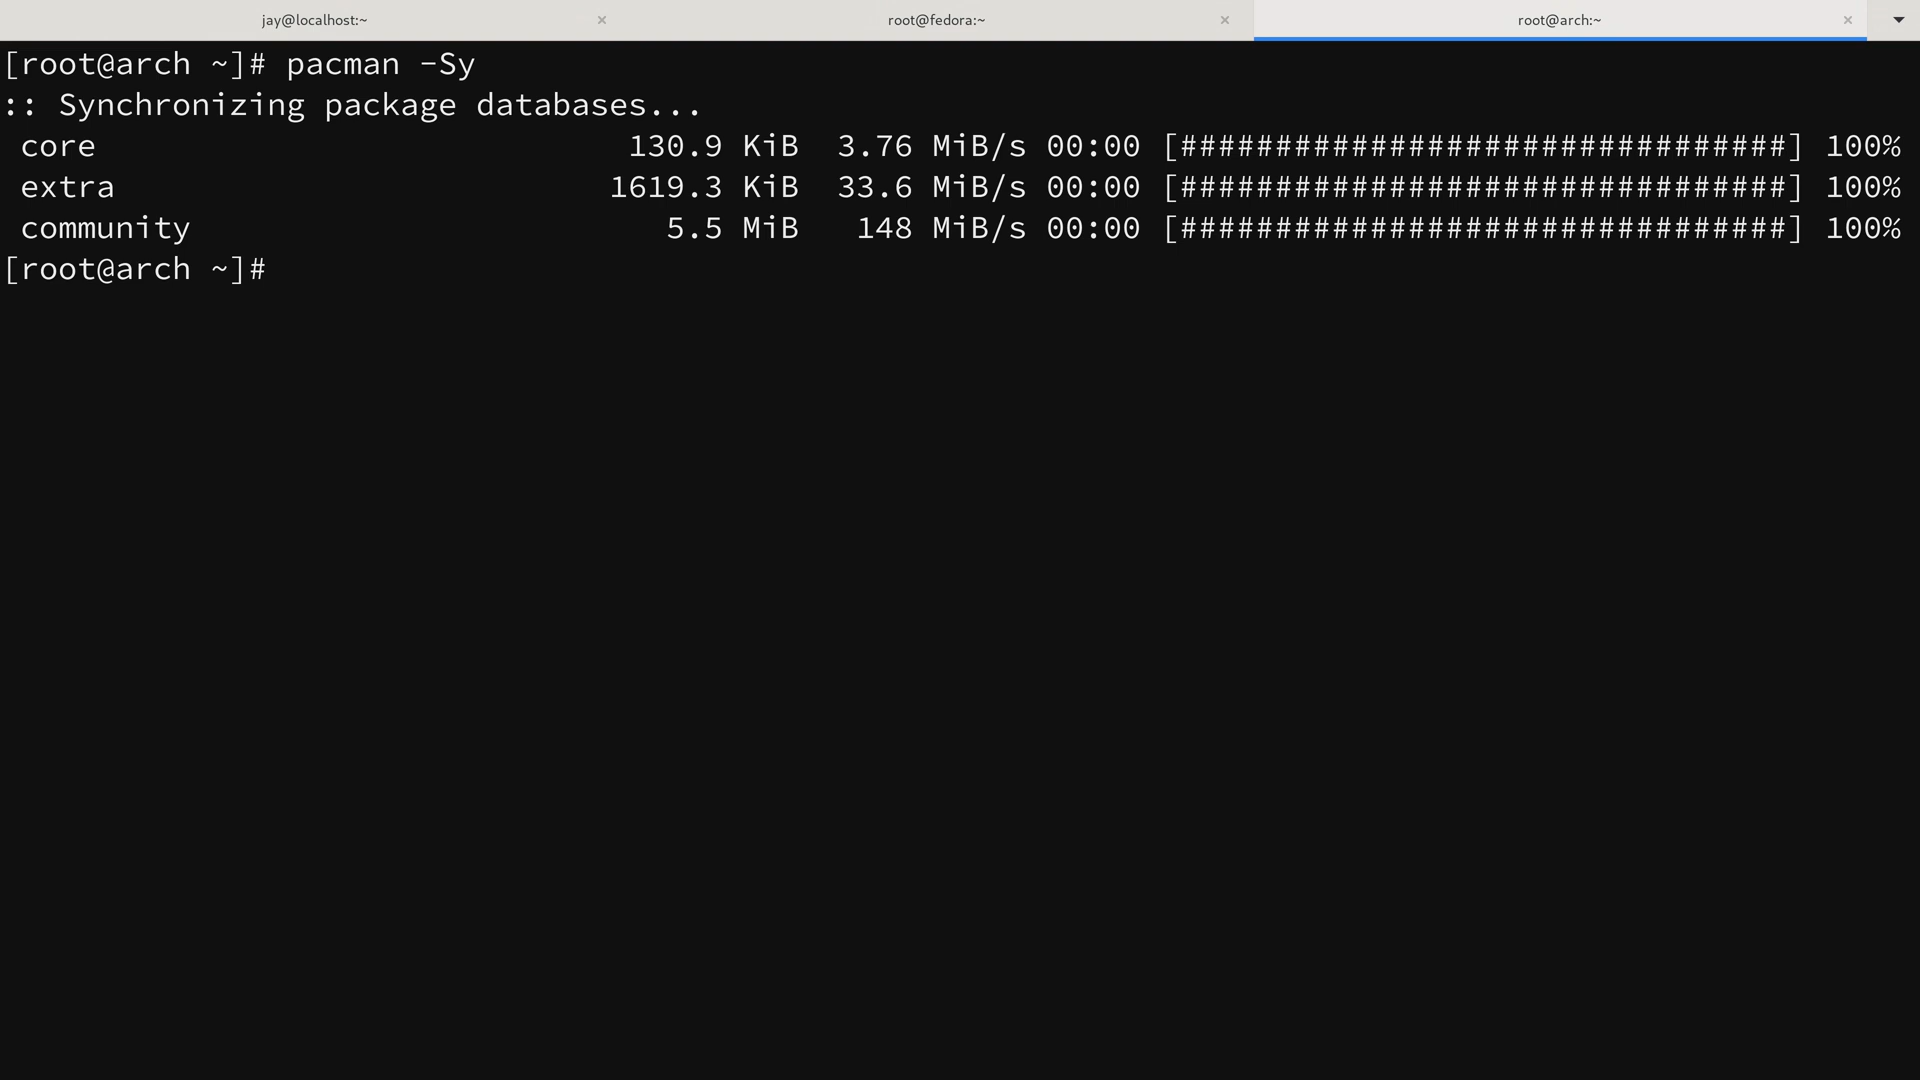 jay@localhost:~ × root@fedora:~ × root@arch:~ ×
[root@arch ~]# pacman -Sy
:: Synchronizing package databases...
core 130.9 KiB 3.76 MiB/s 00:00 [################################] 100%
extra 1619.3 KiB 33.6 MiB/s 00:00 [################################] 100%
community 5.5 MiB 148 MiB/s 00:00 [################################] 100%
[root@arch ~]#